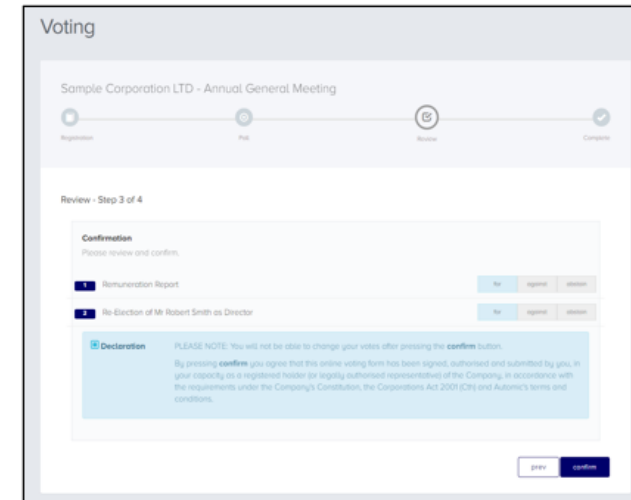 Voting
Sample Corporation LTD - Annual General Meeting
Registration Poll Review Complete
Review - Step 3 of 4
Confirmation
Please review and confirm.
1 Remuneration Report for against abstain
2 Re-Election of Mr Robert Smith as Director for against abstain
Declaration PLEASE NOTE: You will not be able to change your votes after pressing the confirm button.
By pressing confirm you agree that this online voting form has been signed, authorised and submitted by you, in
your capacity as a registered holder (or legally authorised representative) of the Company, in accordance with
the requirements under the Company's Constitution, the Corporations Act 2001 (Cth) and Automic's terms and
conditions.
prev confirm